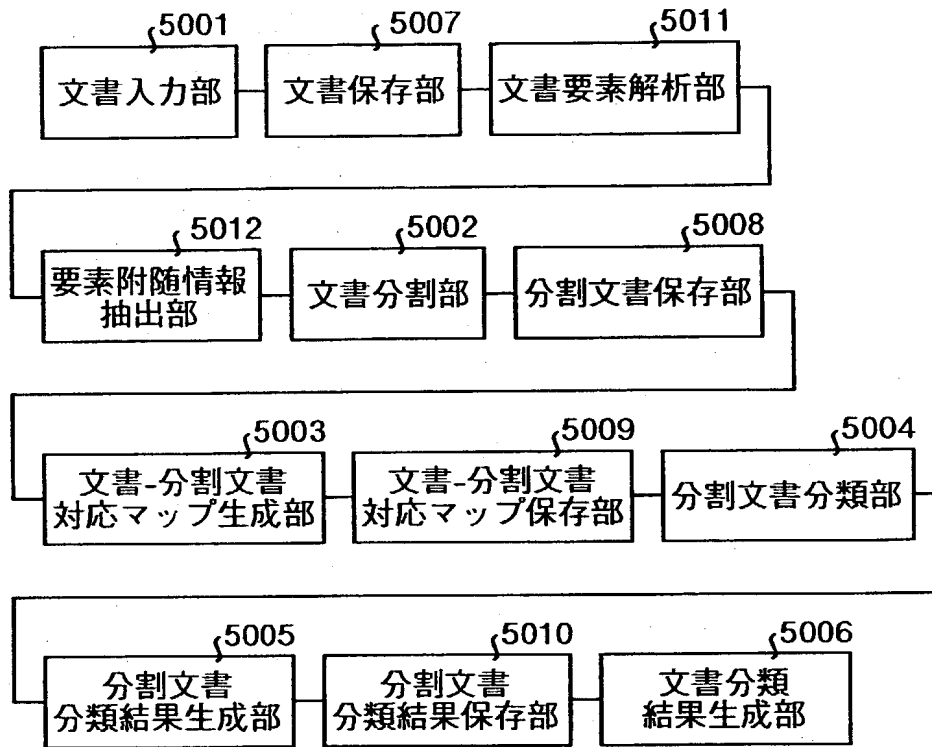 5001
5007
5011
文書入力部
文書保存部
文書要素解析部
5012
5002
5008
要素附随情報
抽出部
文書分割部
分割文書保存部
5003
5009
5004
文書-分割文書
対応マップ生成部
文書-分割文書
対応マップ保存部
分割文書分類部
5005
5010
5006
分割文書
分類結果生成部
分割文書
分類結果保存部
文書分類
結果生成部